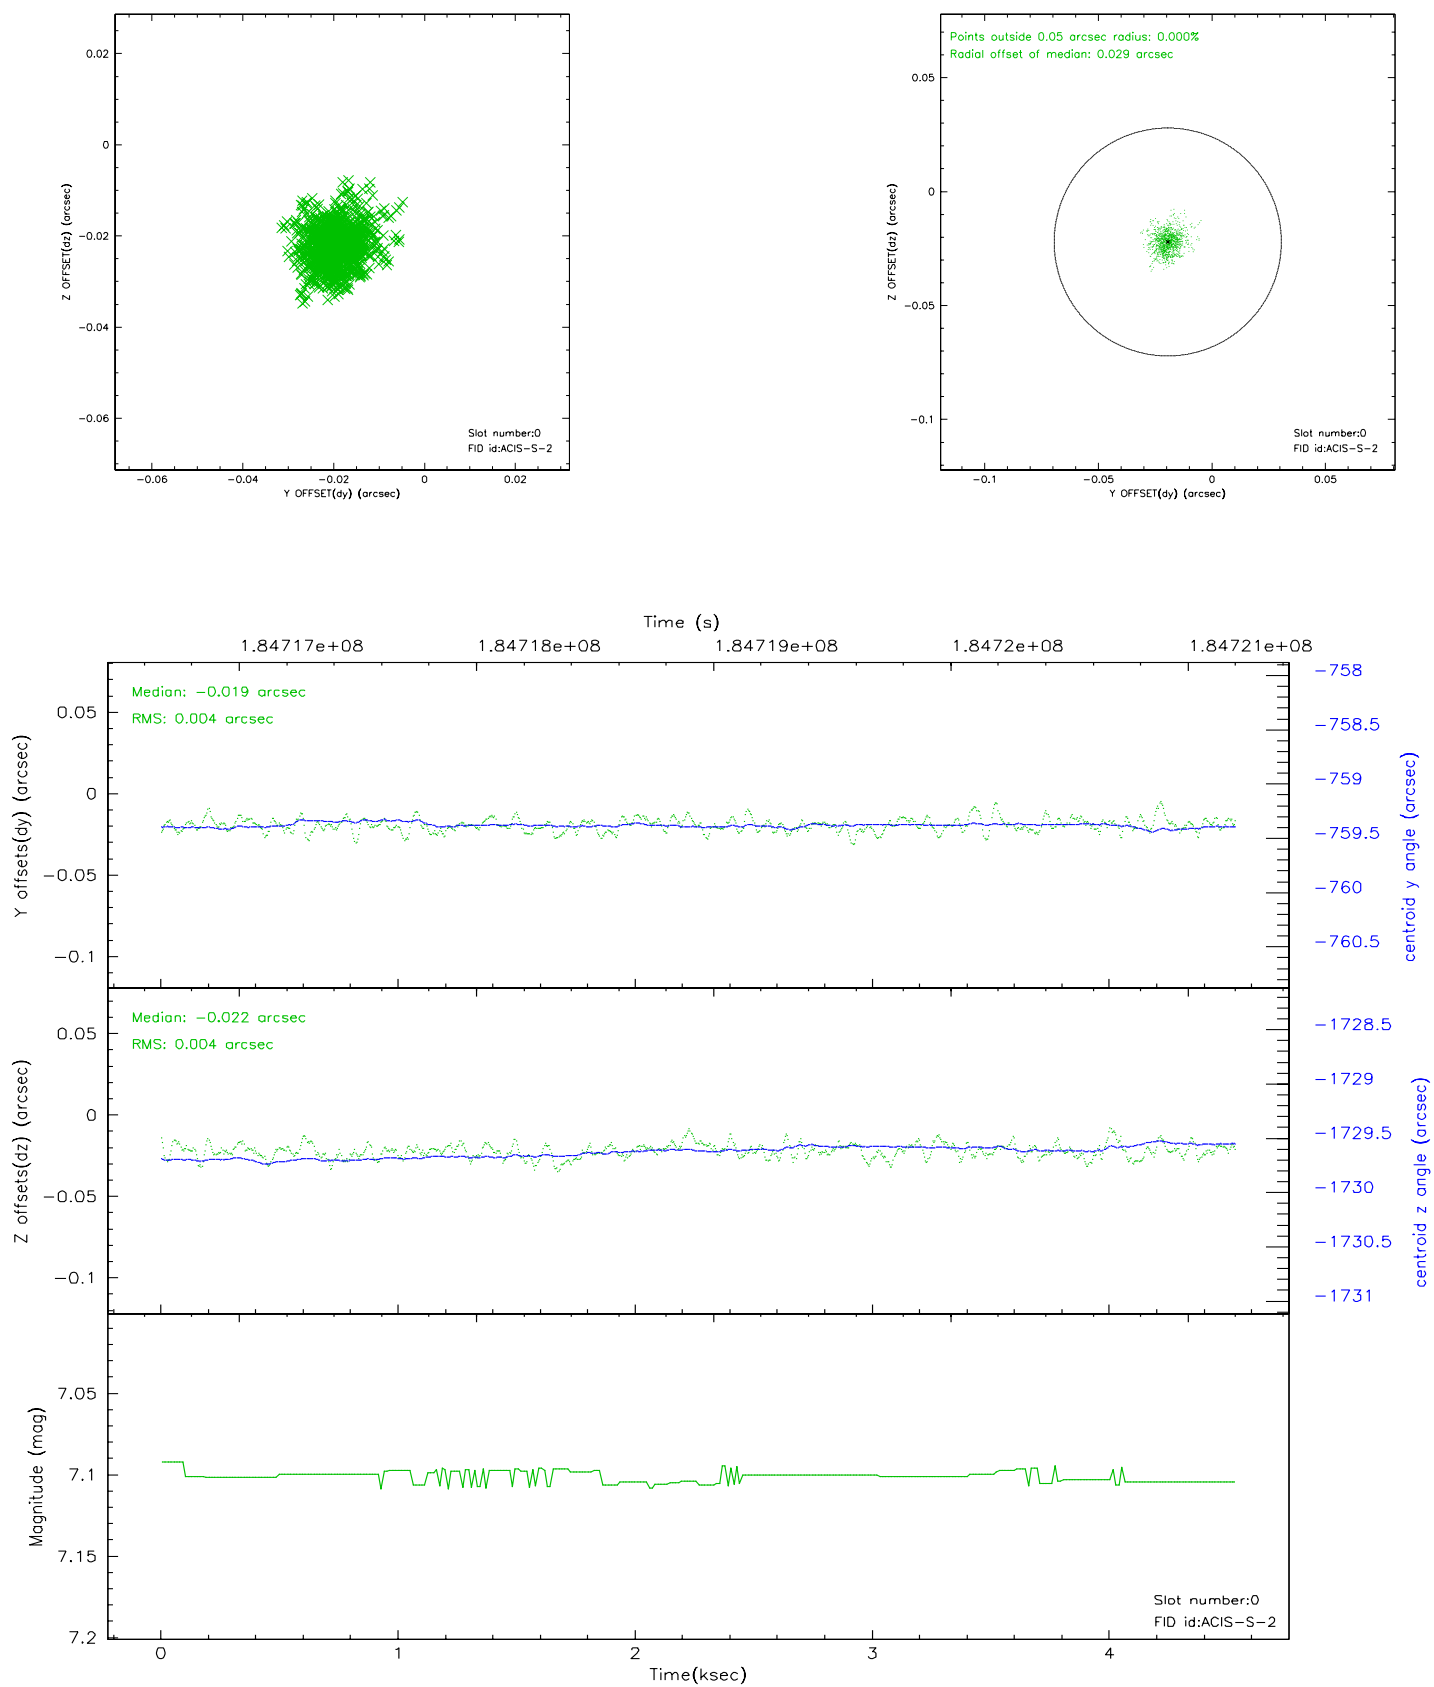 0.02
0
-0.02
-0.04
-0.06
Z OFFSET(dz) (arcsec)
Slot number:0
FID id:ACIS-S-2
-0.06 -0.04 -0.02 0 0.02
Y OFFSET(dy) (arcsec)
Points outside 0.05 arcsec radius: 0.000%
Radial offset of median: 0.029 arcsec
0.05
0
-0.05
-0.1
Z OFFSET(dz) (arcsec)
Slot number:0
FID id:ACIS-S-2
-0.1 -0.05 0 0.05
Y OFFSET(dy) (arcsec)
Time (s)
1.84717e+08 1.84718e+08 1.84719e+08 1.8472e+08 1.84721e+08
Median: -0.019 arcsec
RMS: 0.004 arcsec
0.05
0
-0.05
-0.1
Y offsets(dy) (arcsec)
-758
-758.5
-759
-759.5
-760
-760.5
centroid y angle (arcsec)
Median: -0.022 arcsec
RMS: 0.004 arcsec
0.05
0
-0.05
-0.1
Z offsets(dz) (arcsec)
-1728.5
-1729
-1729.5
-1730
-1730.5
-1731
centroid z angle (arcsec)
7.05
7.1
7.15
7.2
Magnitude (mag)
Slot number:0
FID id:ACIS-S-2
0 1 2 3 4
Time(ksec)